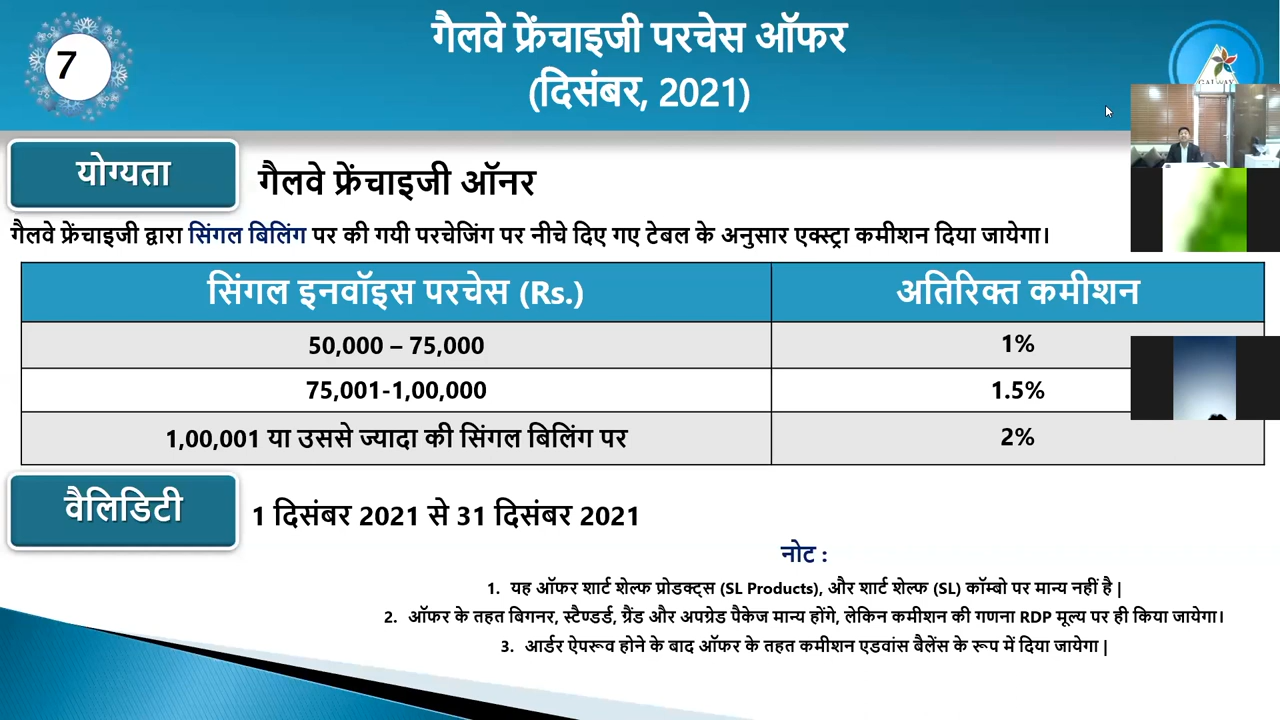 7
गैलवे फ्रेंचाइजी परचेस ऑफर
(दिसंबर, 2021)
GALWAY
योग्यता
गैलवे फ्रेंचाइजी ऑनर
गैलवे फ्रेंचाइजी द्वारा सिंगल बिलिंग पर की गयी परचेजिंग पर नीचे दिए गए टेबल के अनुसार एक्स्ट्रा कमीशन दिया जायेगा।
सिंगल इनवॉइस परचेस (Rs.) अतिरिक्त कमीशन
50,000 – 75,000 1%
75,001-1,00,000 1.5%
1,00,001 या उससे ज्यादा की सिंगल बिलिंग पर 2%
वैलिडिटी
1 दिसंबर 2021 से 31 दिसंबर 2021
नोट :
1. यह ऑफर शार्ट शेल्फ प्रोडक्ट्स (SL Products), और शार्ट शेल्फ (SL) कॉम्बो पर मान्य नहीं है |
2. ऑफर के तहत बिगनर, स्टैण्डर्ड, ग्रैंड और अपग्रेड पैकेज मान्य होंगे, लेकिन कमीशन की गणना RDP मूल्य पर ही किया जायेगा।
3. आर्डर ऐपरूव होने के बाद ऑफर के तहत कमीशन एडवांस बैलेंस के रूप में दिया जायेगा |